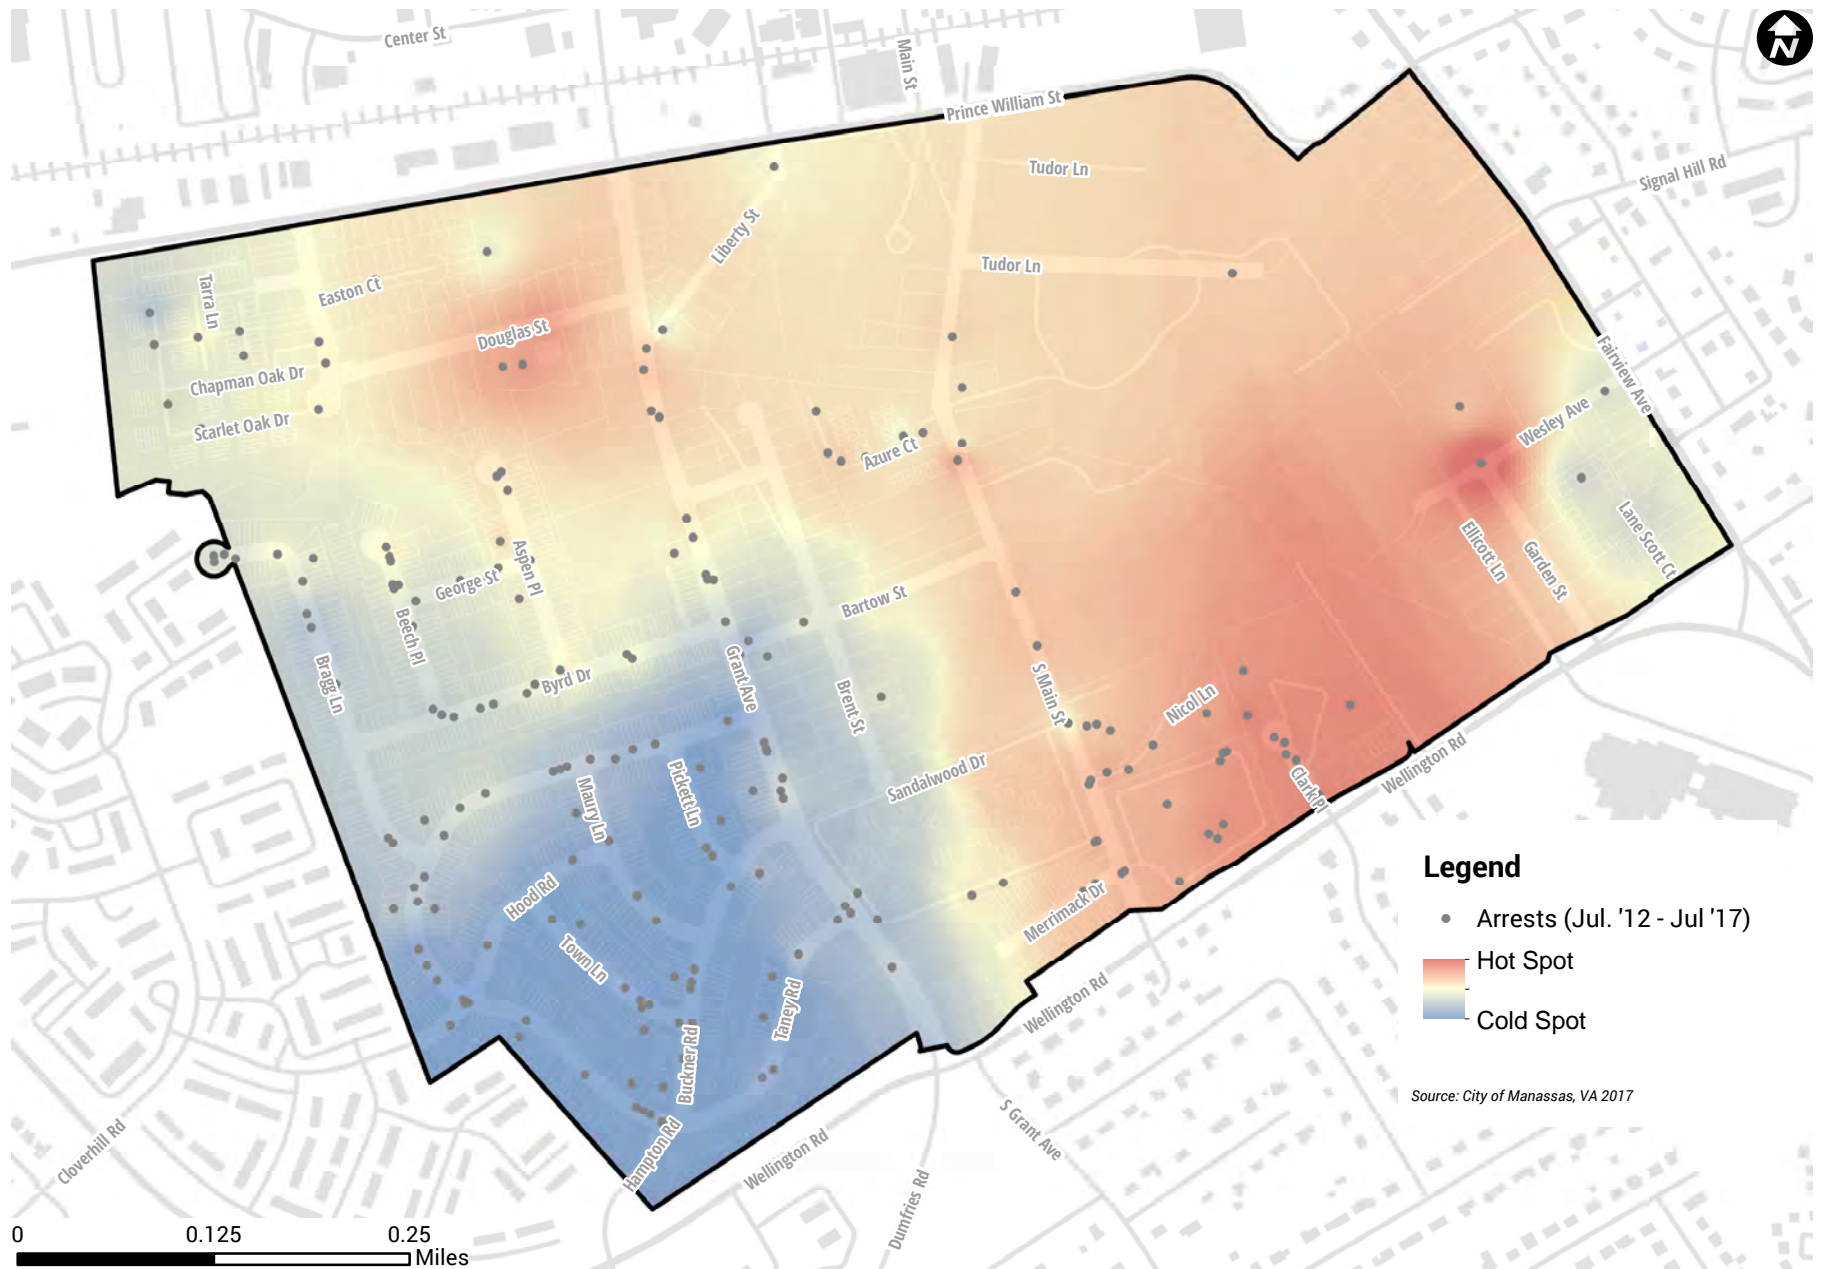 Center St
Main St
N
Prince William St
Tudor Ln
Signal Hill Rd
Liberty St
Tudor Ln
Tarra Ln
Easton Ct
Douglas St
Fairview Ave
Chapman Oak Dr
Scarlet Oak Dr
Wesley Ave
Azure Ct
Lane Scott Ct
Ellicott Ln
Garden St
Aspen Pl
George St
Bartow St
Beech Pl
Bragg Ln
Byrd Dr
Grant Ave
Brent St
S Main St
Nicol Ln
Sandalwood Dr
Wellington Rd
Clark Pl
Maury Ln
Pickett Ln
Hood Rd
Merrimack Dr
Town Ln
Taney Rd
Wellington Rd
Buckner Rd
Hampton Rd
Wellington Rd
S Grant Ave
Dumfries Rd
Cloverhill Rd
Legend
Arrests (Jul. '12 - Jul '17)
Hot Spot
Cold Spot
Source: City of Manassas, VA 2017
0 0.125 0.25
Miles